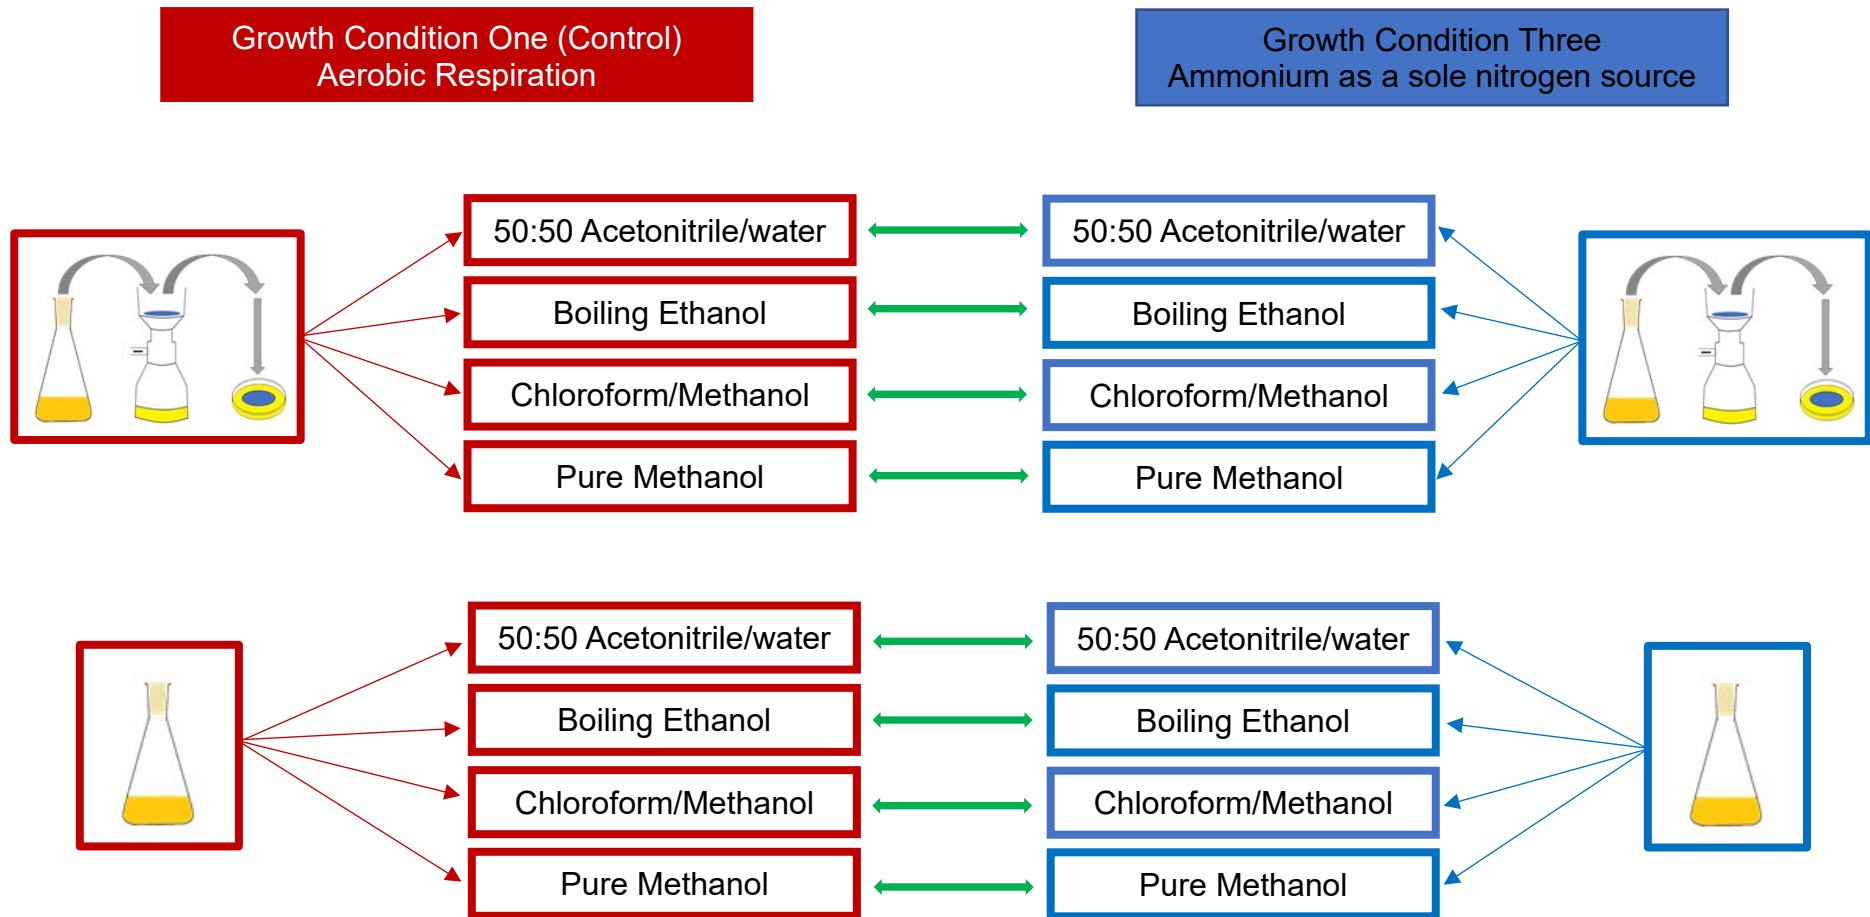 Growth Condition One (Control)
Aerobic Respiration
Growth Condition Three
Ammonium as a sole nitrogen source
50:50 Acetonitrile/water
50:50 Acetonitrile/water
Boiling Ethanol
Boiling Ethanol
Chloroform/Methanol
Chloroform/Methanol
Pure Methanol
Pure Methanol
50:50 Acetonitrile/water
50:50 Acetonitrile/water
Boiling Ethanol
Boiling Ethanol
Chloroform/Methanol
Chloroform/Methanol
Pure Methanol
Pure Methanol